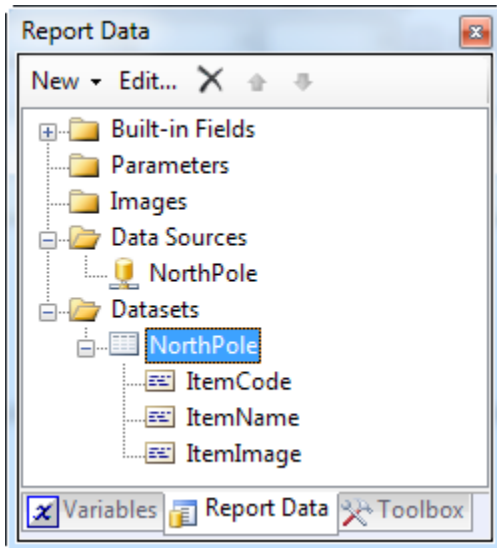 Report Data
New Edit...
Built-in Fields
Parameters
Images
Data Sources
NorthPole
Datasets
NorthPole
ItemCode
ItemName
ItemImage
Variables Report Data Toolbox